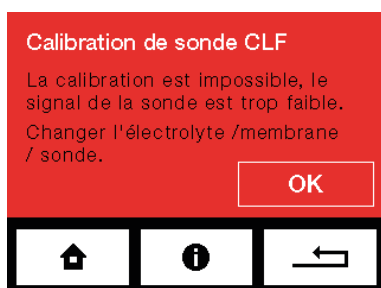 Calibration de sonde CLF
La calibration est impossible, le
signal de la sonde est trop faible.
Changer l'électrolyte /membrane
/ sonde.
OK